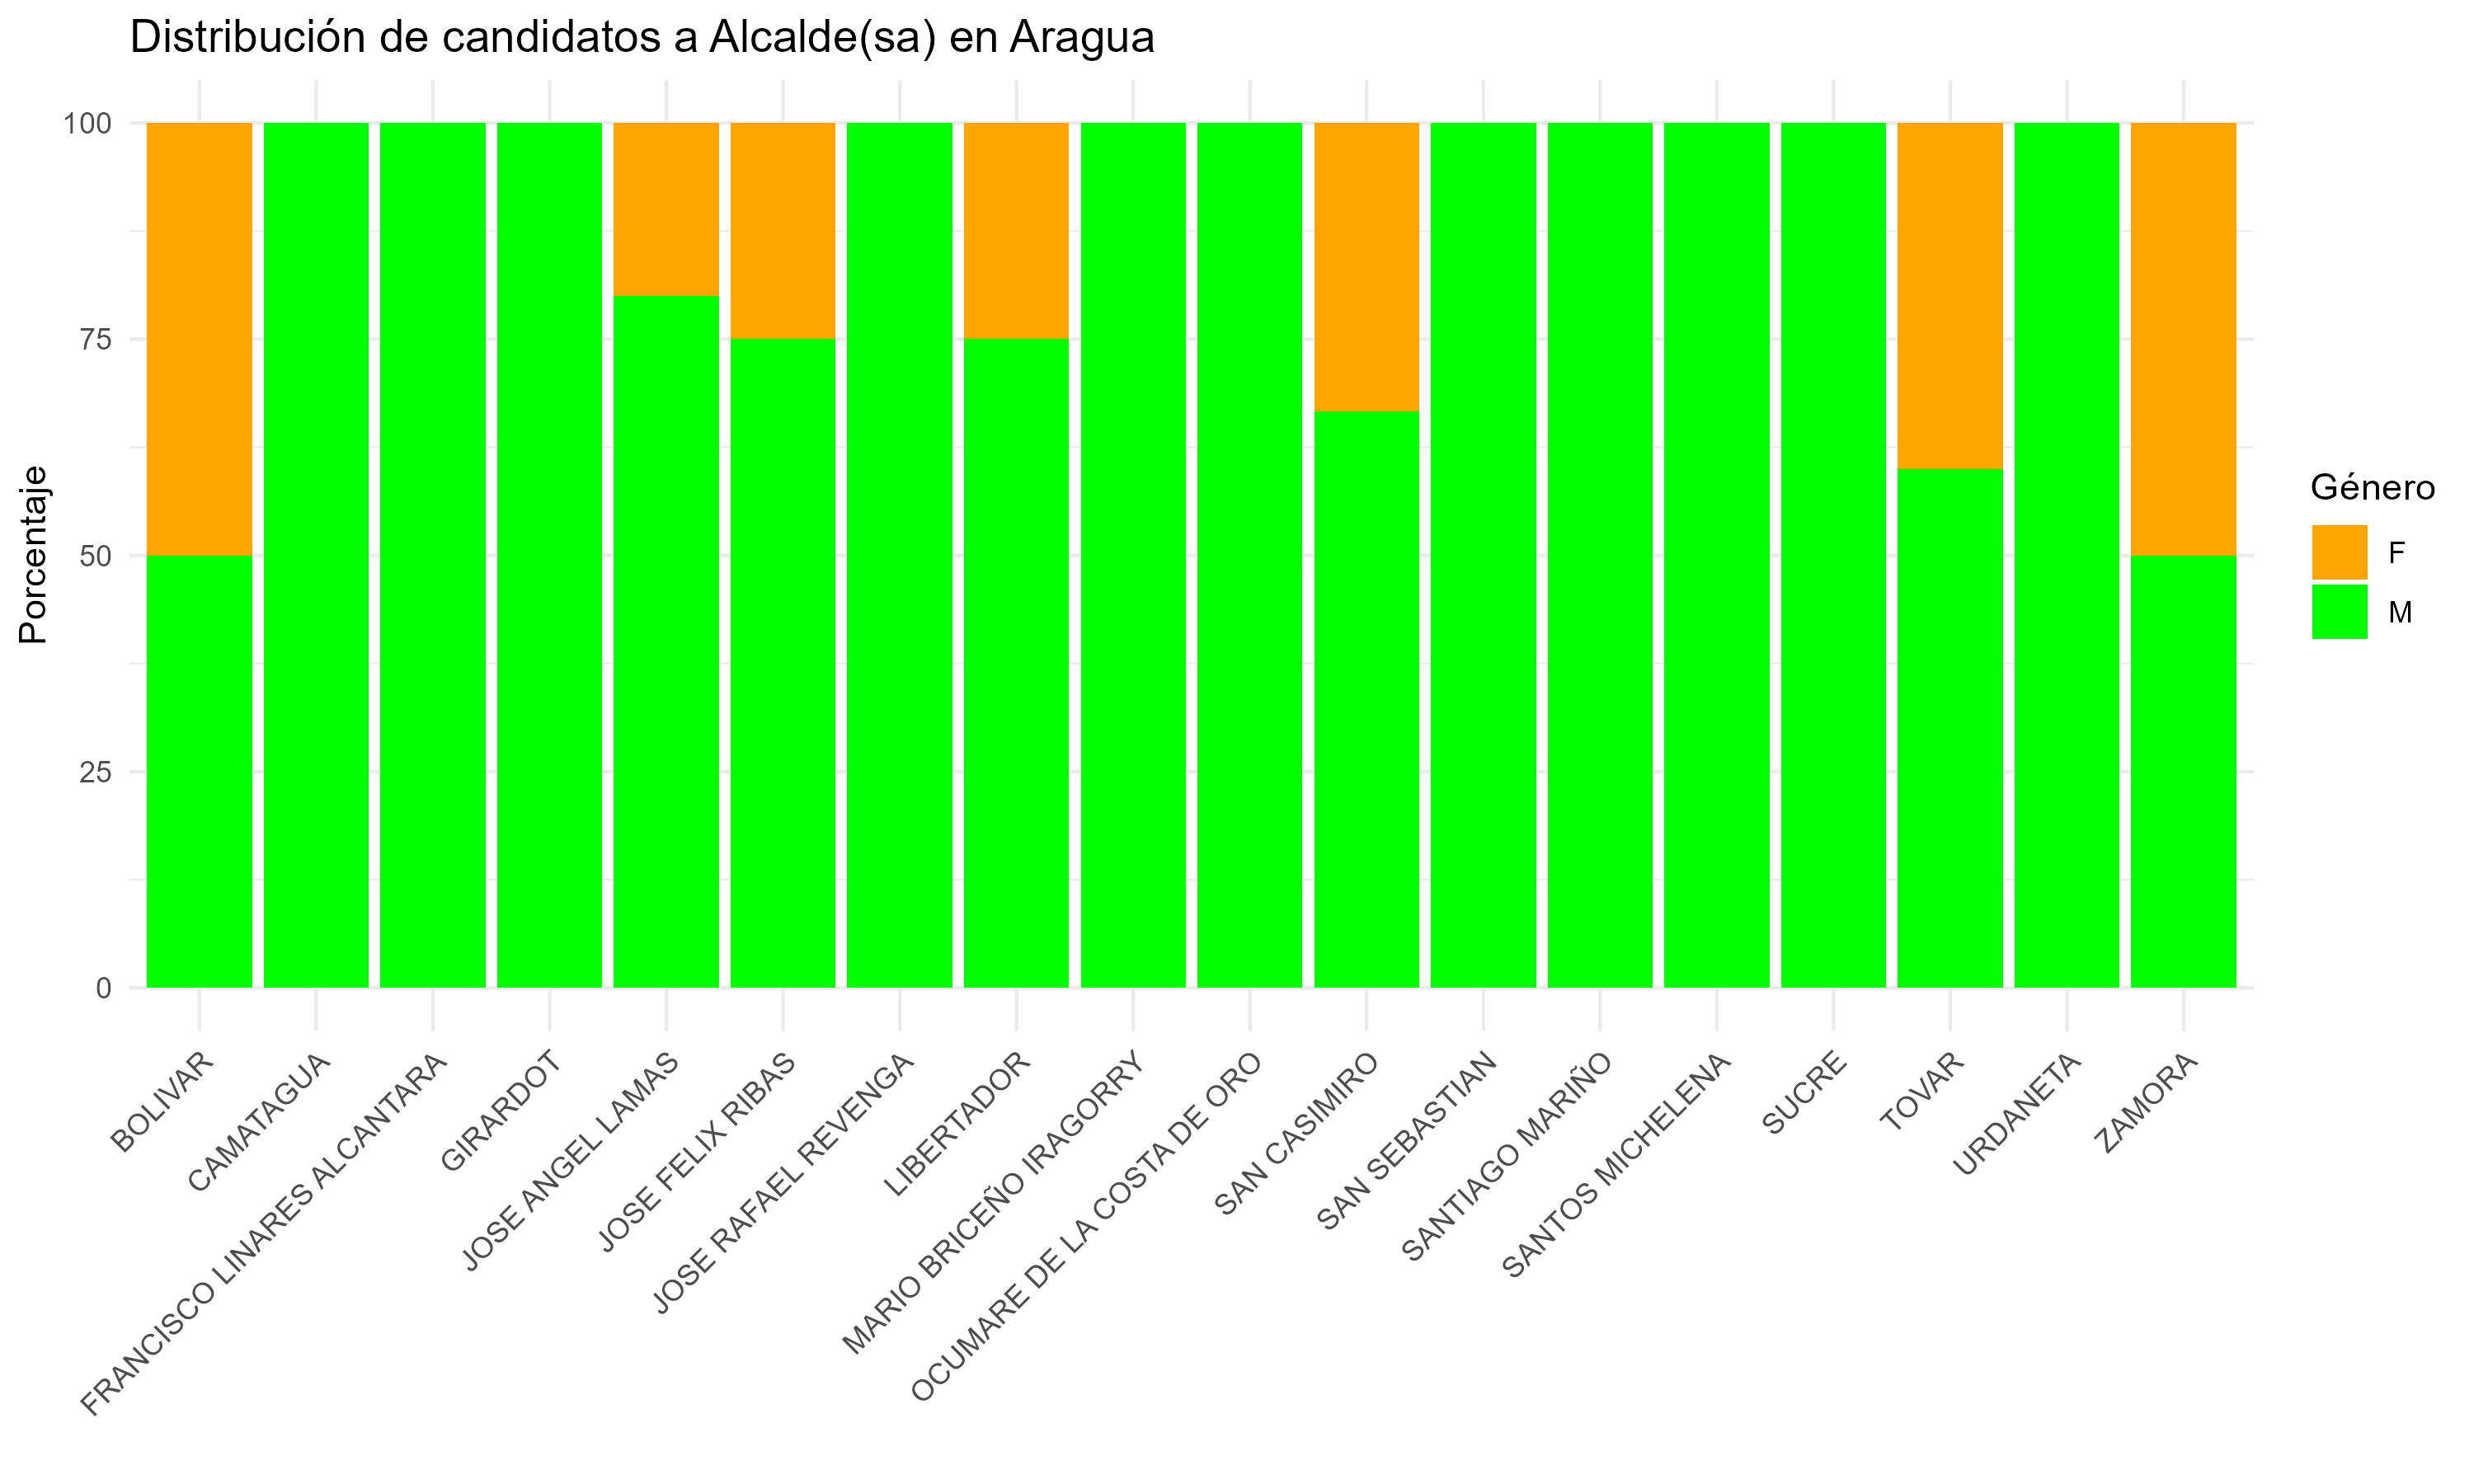 Distribución de candidatos a Alcalde(sa) en Aragua
Porcentaje
100
75
50
25
0
BOLIVAR
CAMATAGUA
FRANCISCO LINARES ALCANTARA
GIRARDOT
JOSE ANGEL LAMAS
JOSE FELIX RIBAS
JOSE RAFAEL REVENGA
LIBERTADOR
MARIO BRICEÑO IRAGORRY
OCUMARE DE LA COSTA DE ORO
SAN CASIMIRO
SAN SEBASTIAN
SANTIAGO MARIÑO
SANTOS MICHELENA
SUCRE
TOVAR
URDANETA
ZAMORA
Género
F
M